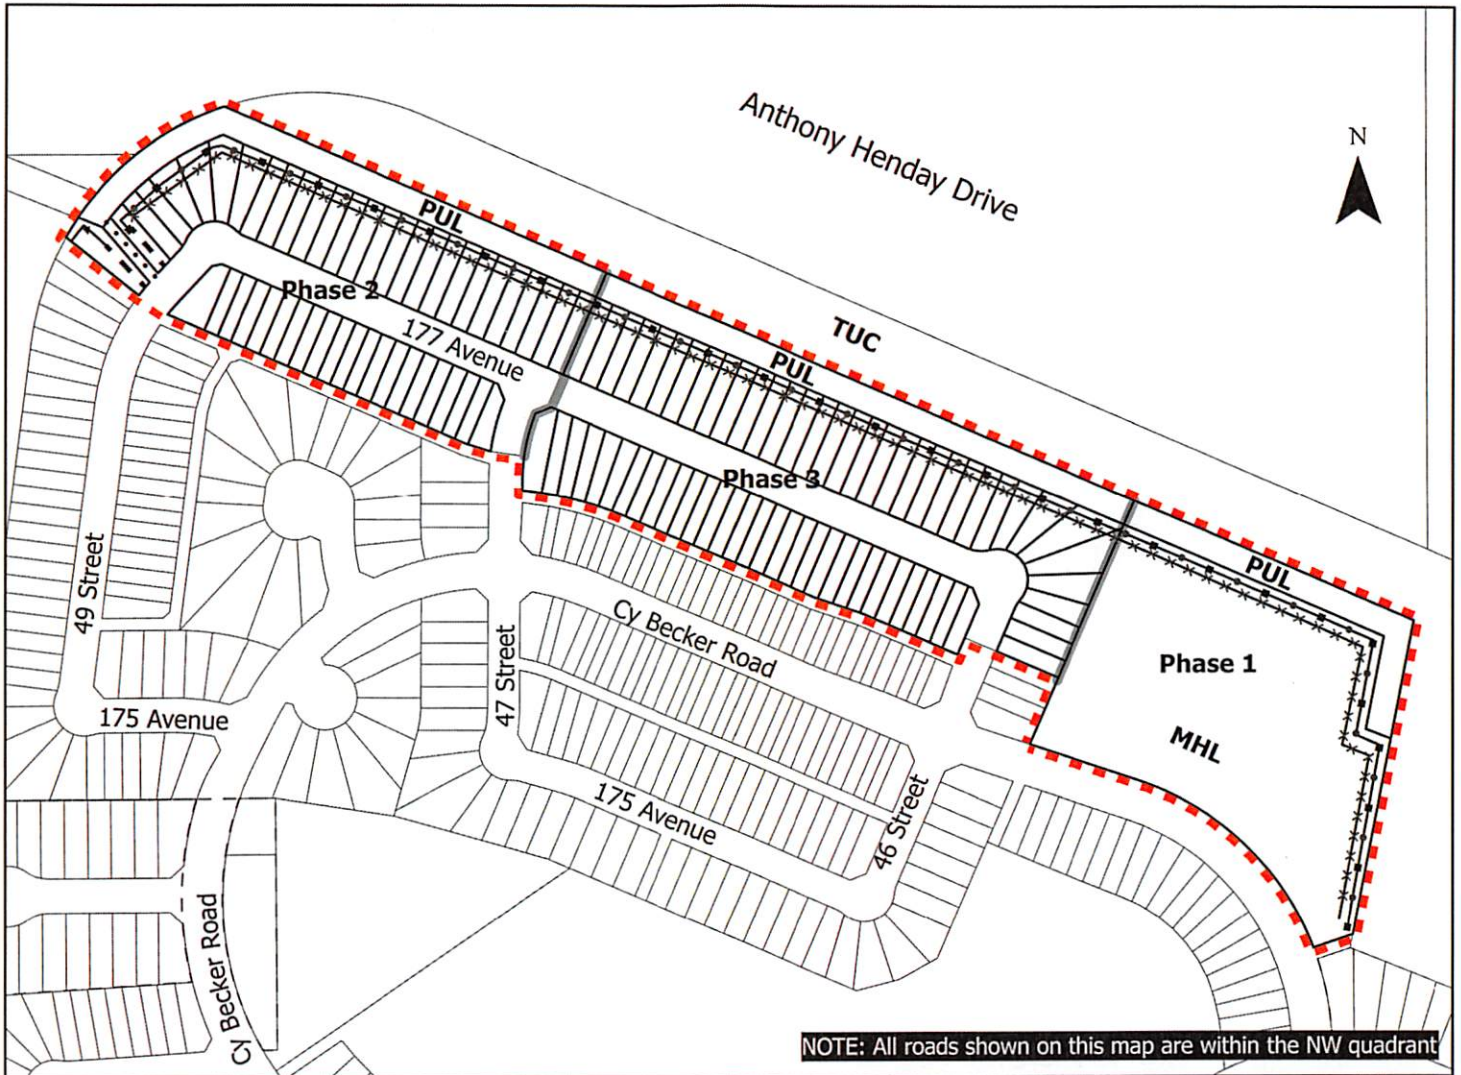 Anthony Henday Drive
N
PUL
Phase 2
177 Avenue
TUC
PUL
Phase 3
PUL
Phase 1
MHL
49 Street
Cy Becker Road
47 Street
175 Avenue
175 Avenue
46 Street
Cy Becker Road
NOTE: All roads shown on this map are within the NW quadrant